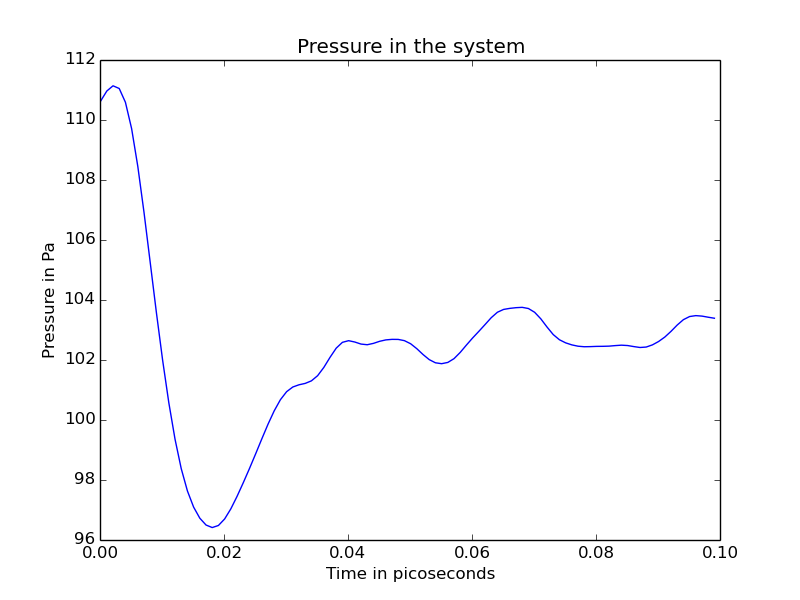 Pressure in the system
112
110
108
106
104
102
100
98
96
Pressure in Pa
0.00 0.02 0.04 0.06 0.08 0.10
Time in picoseconds